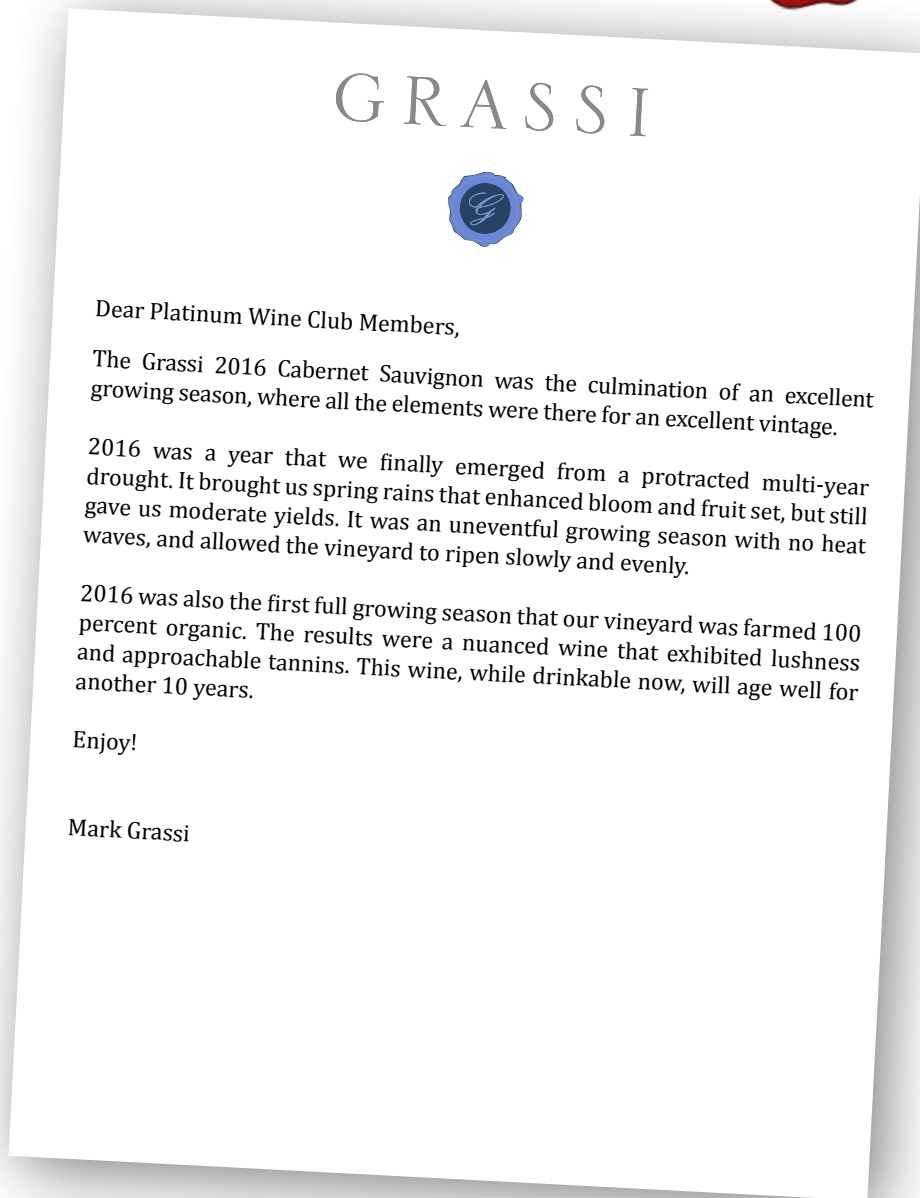 GRASSI
G
Dear Platinum Wine Club Members,
The Grassi 2016 Cabernet Sauvignon was the culmination of an excellent
growing season, where all the elements were there for an excellent vintage.
2016 was a year that we finally emerged from a protracted multi-year
drought. It brought us spring rains that enhanced bloom and fruit set, but still
gave us moderate yields. It was an uneventful growing season with no heat
waves, and allowed the vineyard to ripen slowly and evenly.
2016 was also the first full growing season that our vineyard was farmed 100
percent organic. The results were a nuanced wine that exhibited lushness
and approachable tannins. This wine, while drinkable now, will age well for
another 10 years.
Enjoy!
Mark Grassi